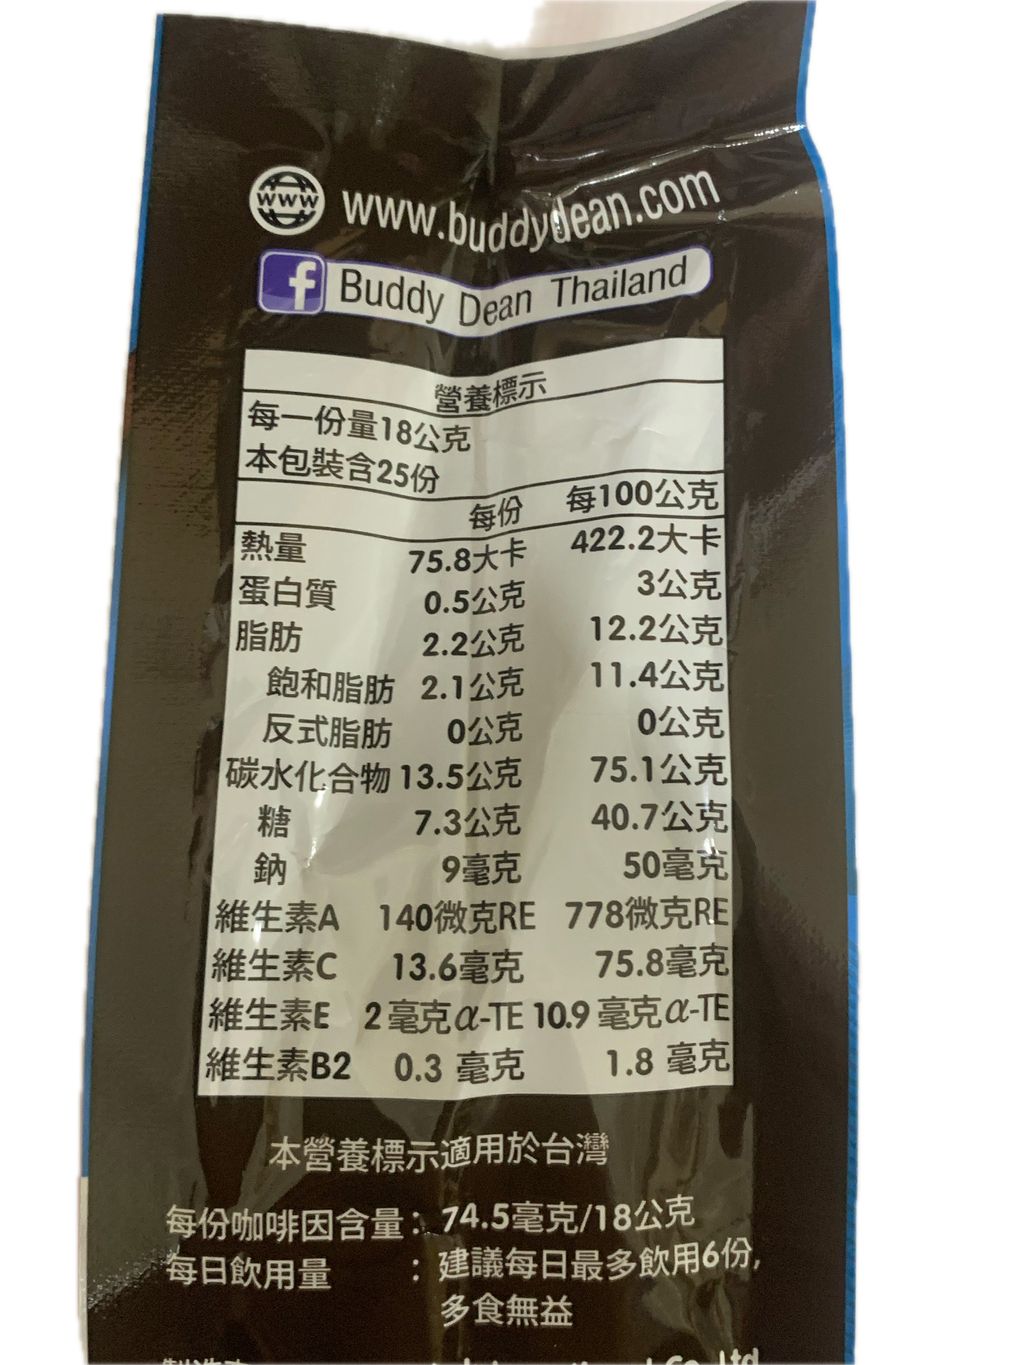 www www.buddydean.com
f Buddy Dean Thailand
營養標示
每一份量18公克
本包裝含25份
每份 每100公克
熱量 75.8大卡 422.2大卡
蛋白質 0.5公克 3公克
脂肪 2.2公克 12.2公克
飽和脂肪 2.1公克 11.4公克
反式脂肪 0公克 0公克
碳水化合物 13.5公克 75.1公克
糖 7.3公克 40.7公克
鈉 9毫克 50毫克
維生素A 140微克RE 778微克RE
維生素C 13.6毫克 75.8毫克
維生素E 2毫克α-TE 10.9 毫克α-TE
維生素B2 0.3 毫克 1.8 毫克
本營養標示適用於台灣
每份咖啡因含量：74.5毫克/18公克
每日飲用量 ：建議每日最多飲用6份,
多食無益
Co.,Ltd